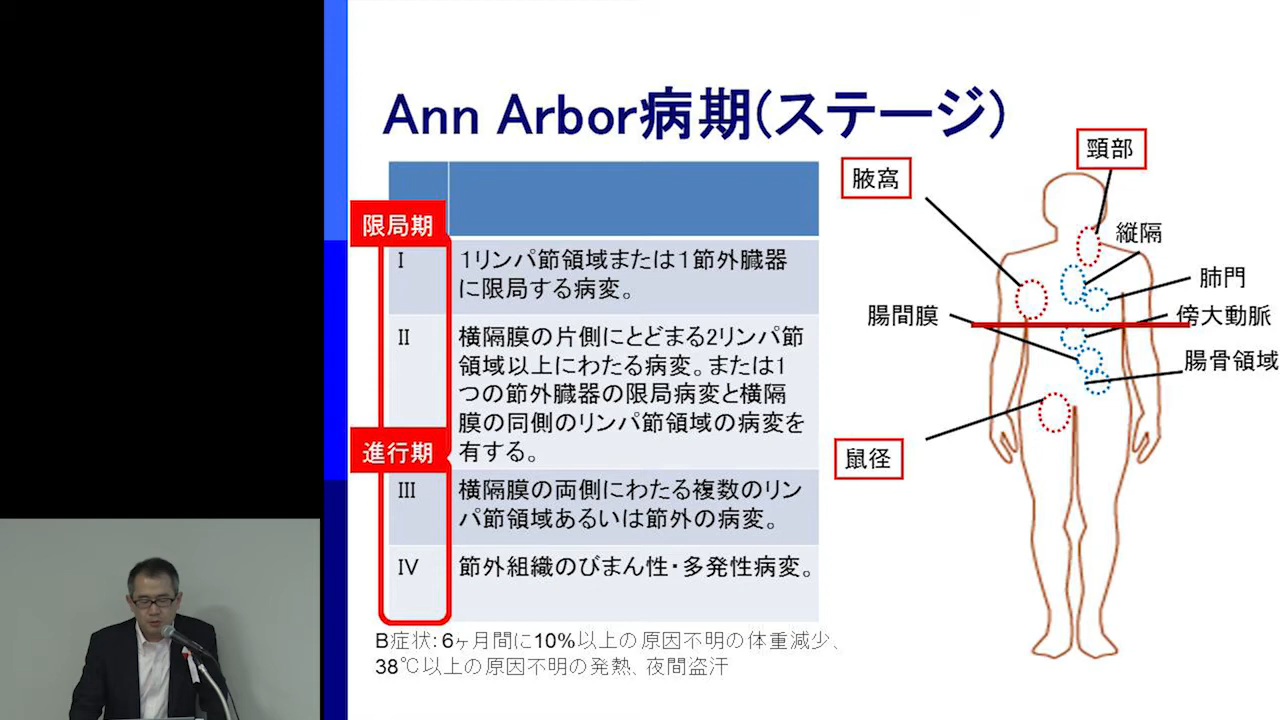 Ann Arbor病期(ステージ)
限局期
I
1リンパ節領域または1節外臓器
に限局する病変。
II
横隔膜の片側にとどまる2リンパ節
領域以上にわたる病変。または1
つの節外臓器の限局病変と横隔
膜の同側のリンパ節領域の病変を
有する。
進行期
III
横隔膜の両側にわたる複数のリン
パ節領域あるいは節外の病変。
IV
節外組織のびまん性・多発性病変。
B症状: 6ヶ月間に10%以上の原因不明の体重減少、
38℃以上の原因不明の発熱、夜間盗汗
頸部
腋窩
縦隔
肺門
腸間膜
傍大動脈
腸骨領域
鼠径